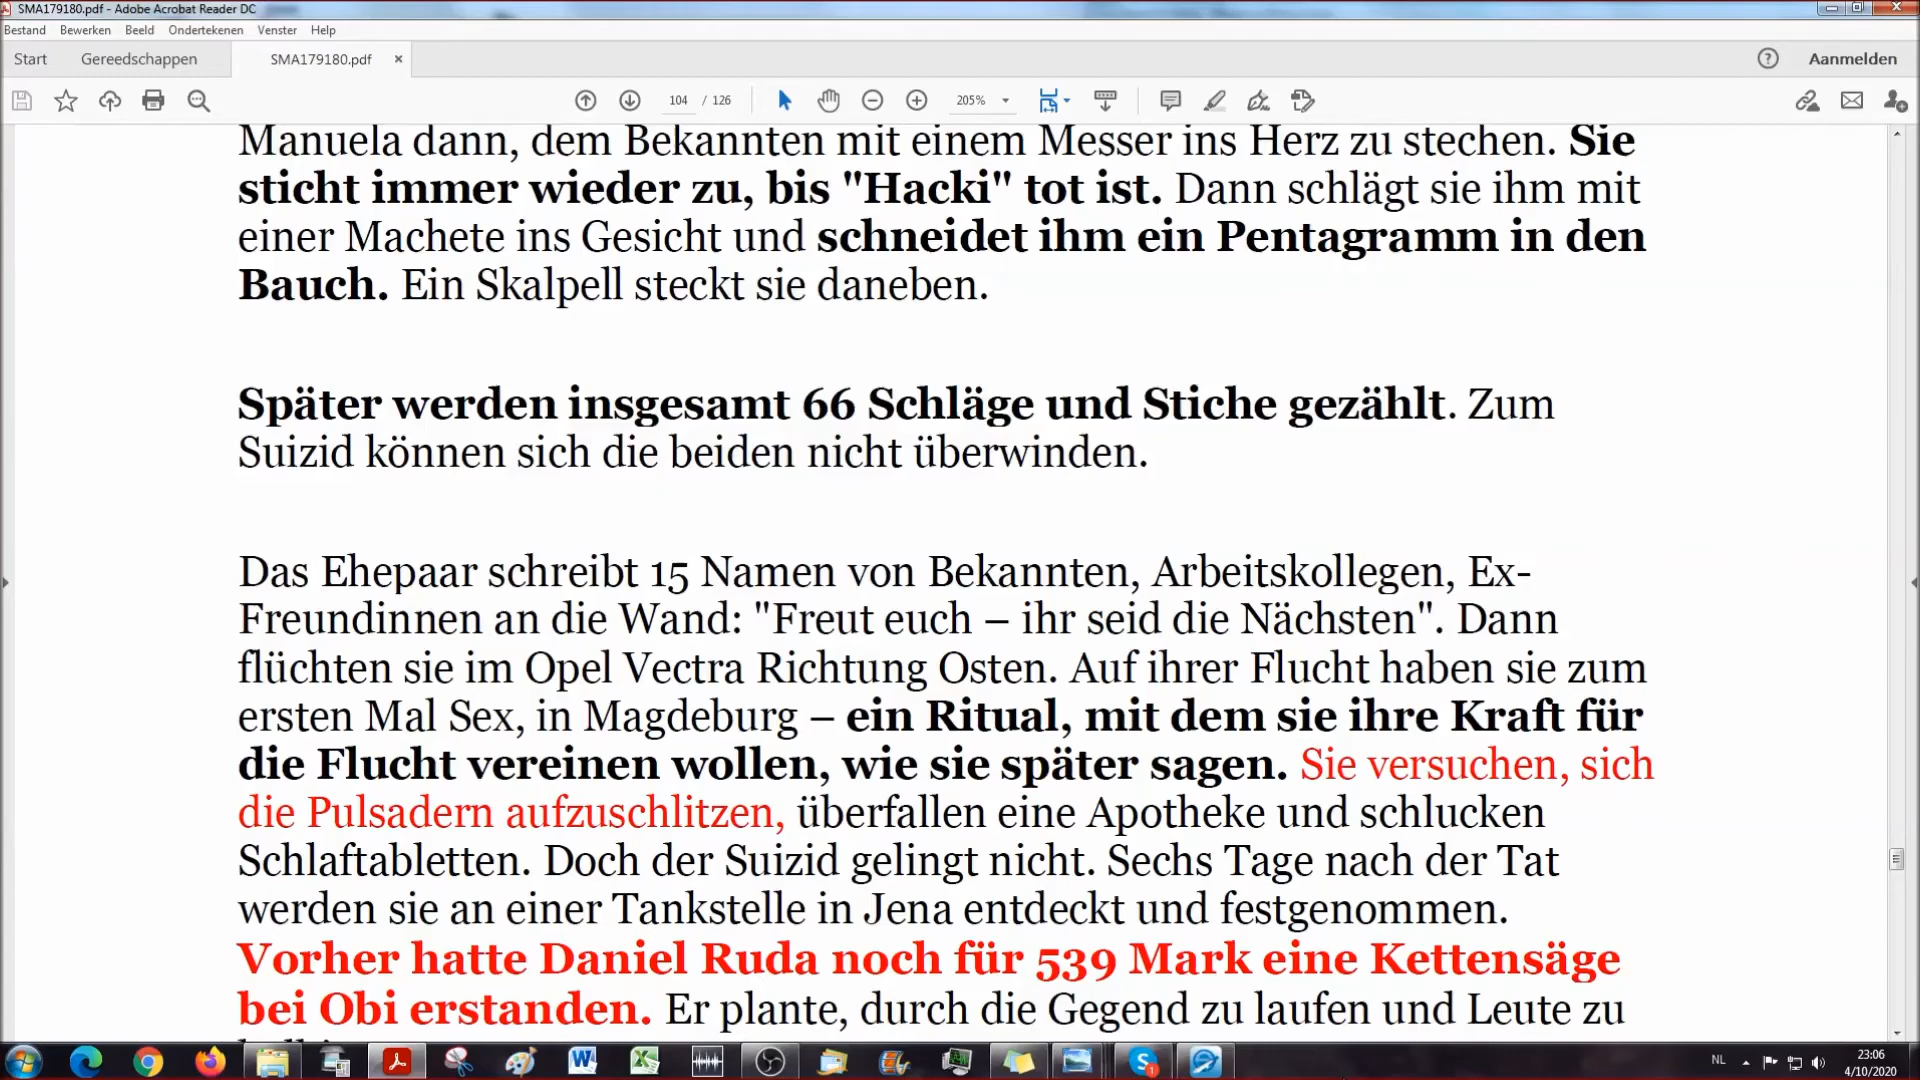 SMA179180.pdf - Adobe Acrobat Reader DC
Bestand Bewerken Beeld Ondertekenen Venster Help
Start Gereedschappen SMA179180.pdf Aanmelden
104 / 126 205%
Manuela dann, dem Bekannten mit einem Messer ins Herz zu stechen. Sie
sticht immer wieder zu, bis "Hacki" tot ist. Dann schlägt sie ihm mit
einer Machete ins Gesicht und schneidet ihm ein Pentagramm in den
Bauch. Ein Skalpell steckt sie daneben.
Später werden insgesamt 66 Schläge und Stiche gezählt. Zum
Suizid können sich die beiden nicht überwinden.
Das Ehepaar schreibt 15 Namen von Bekannten, Arbeitskollegen, Ex-
Freundinnen an die Wand: "Freut euch – ihr seid die Nächsten". Dann
flüchten sie im Opel Vectra Richtung Osten. Auf ihrer Flucht haben sie zum
ersten Mal Sex, in Magdeburg – ein Ritual, mit dem sie ihre Kraft für
die Flucht vereinen wollen, wie sie später sagen. Sie versuchen, sich
die Pulsadern aufzuschlitzen, überfallen eine Apotheke und schlucken
Schlaftabletten. Doch der Suizid gelingt nicht. Sechs Tage nach der Tat
werden sie an einer Tankstelle in Jena entdeckt und festgenommen.
Vorher hatte Daniel Ruda noch für 539 Mark eine Kettensäge
bei Obi erstanden. Er plante, durch die Gegend zu laufen und Leute zu
NL 23:06
4/10/2020